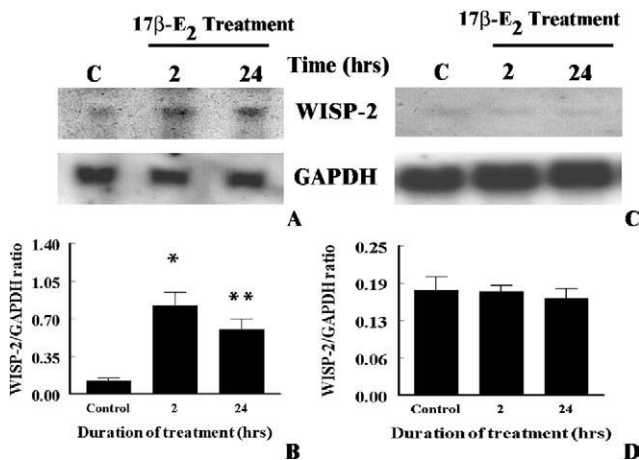 17β-E2 Treatment
C 2 24
Time (hrs)
WISP-2
GAPDH
A
17β-E2 Treatment
C 2 24
C
1.40
1.05
0.70
0.35
0.00
WISP-2/GAPDH ratio
*
**
Control 2 24
Duration of treatment (hrs)
B
0.25
0.19
0.13
0.06
0.00
WISP-2/GAPDH ratio
Control 2 24
Duration of treatment (hrs)
D